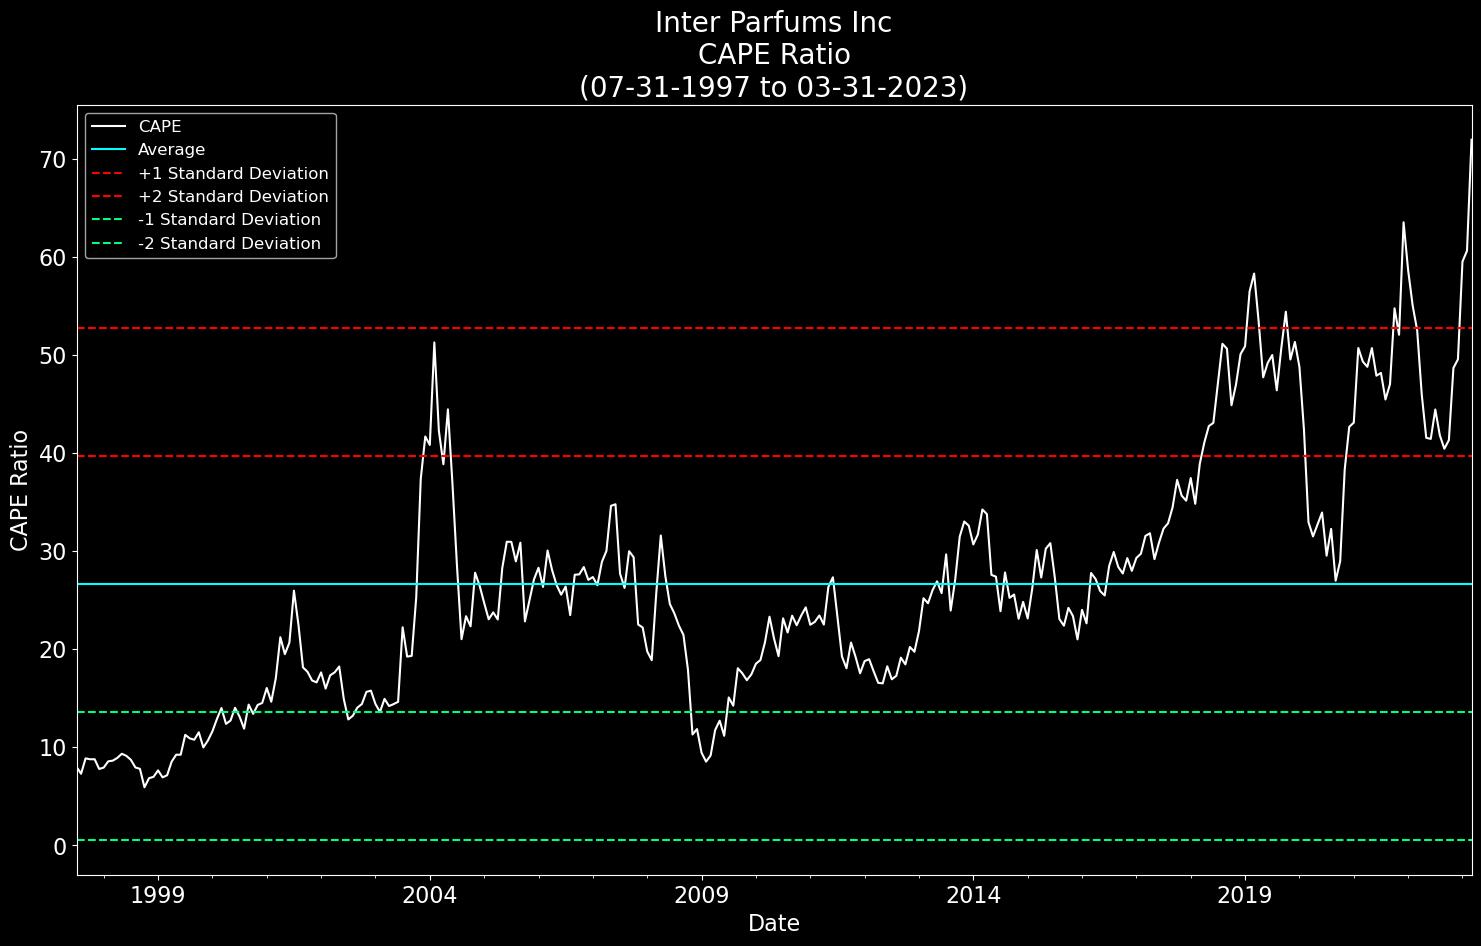 Inter Parfums Inc
CAPE Ratio
(07-31-1997 to 03-31-2023)
CAPE
Average
+1 Standard Deviation
+2 Standard Deviation
-1 Standard Deviation
-2 Standard Deviation
CAPE Ratio
70
60
50
40
30
20
10
0
1999 2004 2009 2014 2019
Date